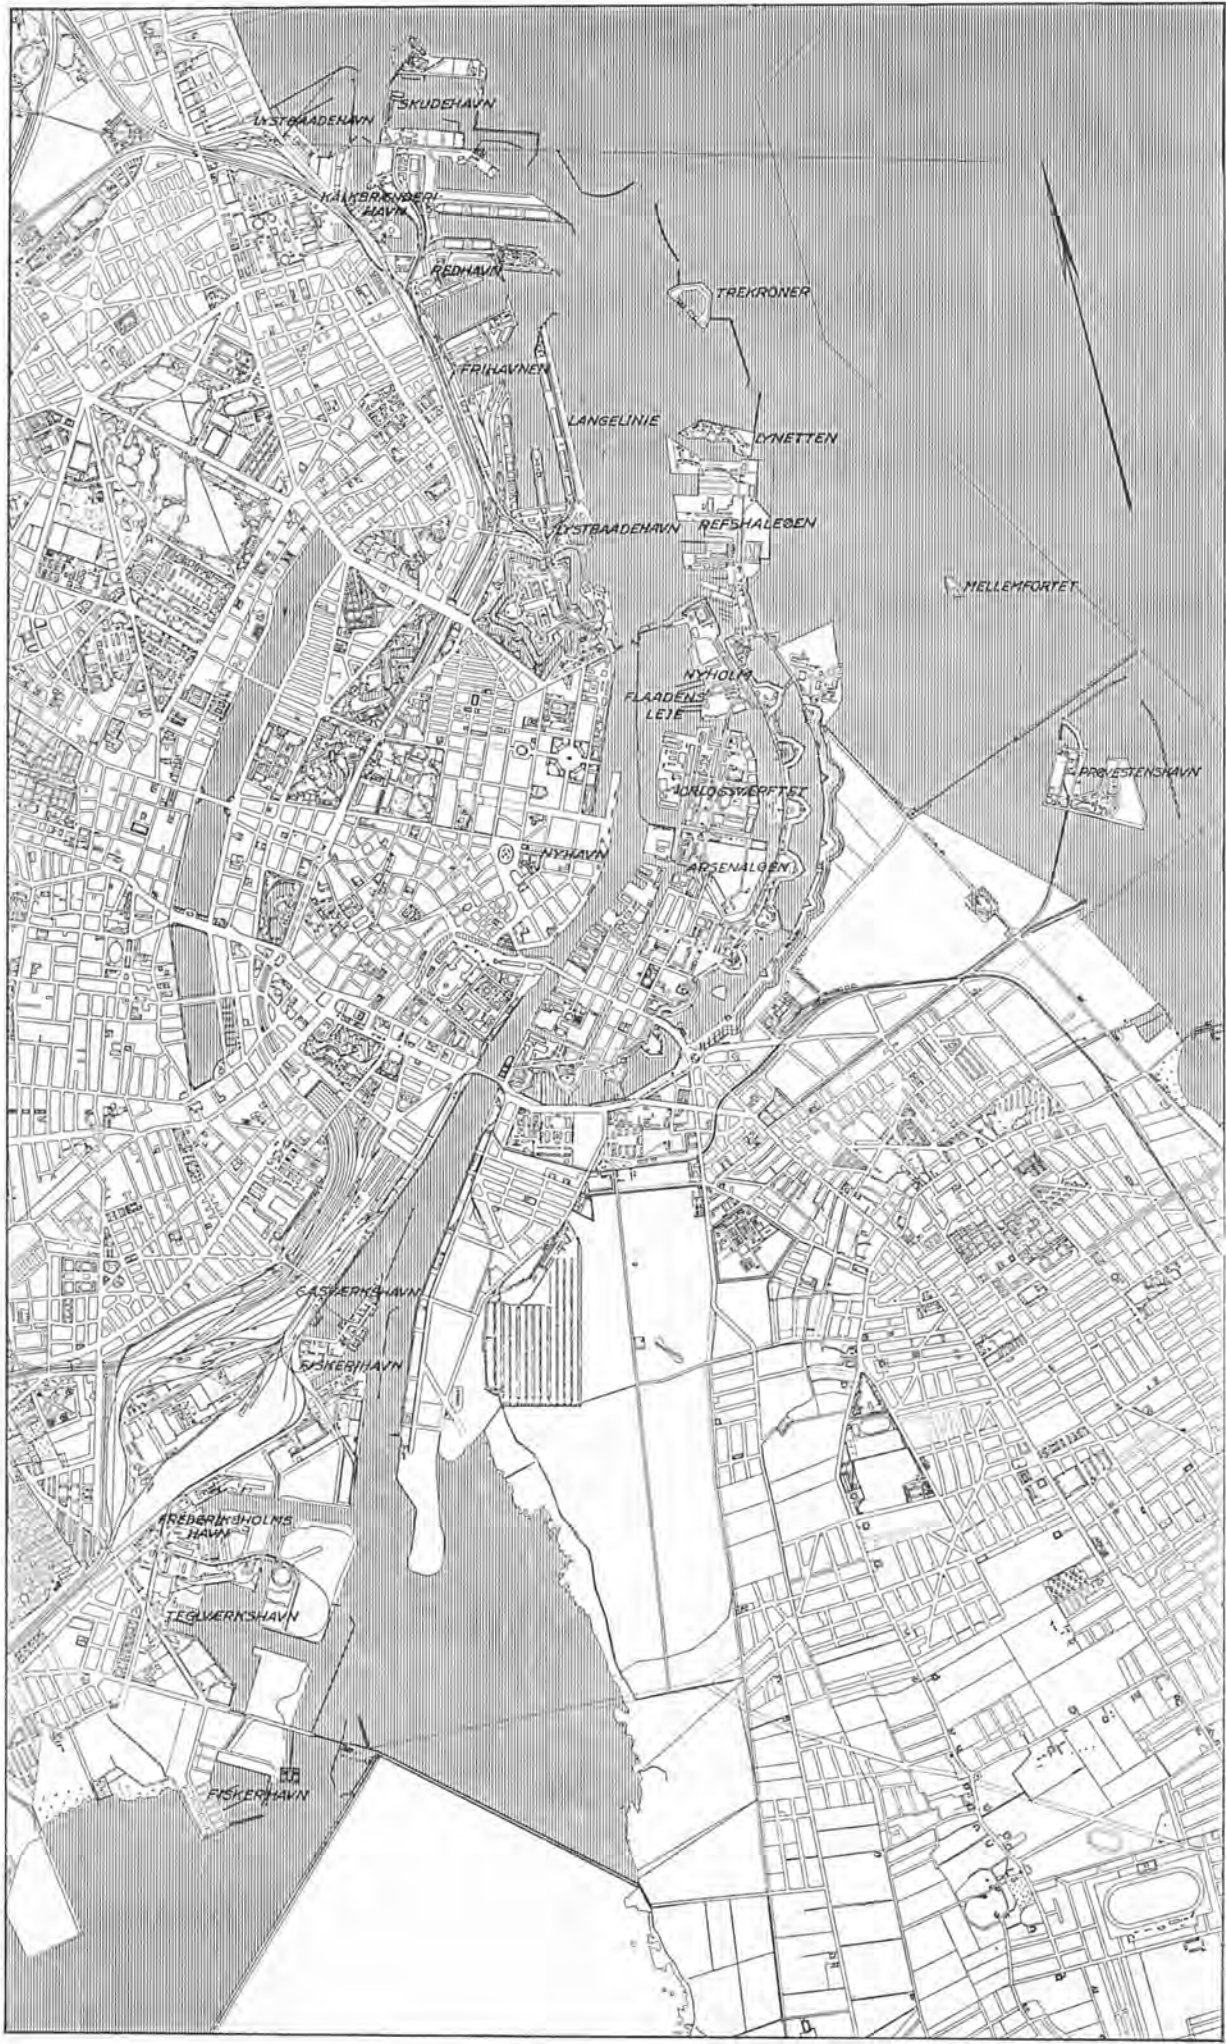 SKUDEHAVN
LYSTBAADEHAVN
KALKBRÆNDERI-
HAVN
REDHAVN
TREKRONER
FRIHAVNEN
LANGELINIE
LYNETTEN
LYSTBAADEHAVN
REFSHALEØEN
MELLEMFORTET
NYHOLM
FLAADENS
LEJE
PRØVESTENSHAVN
ORLOGSVÆRFTET
NYHAVN
ARSENALØEN
GASVÆRKSHAVN
FISKERIHAVN
FREDERIKSHOLMS
HAVN
TEGLVÆRKSHAVN
FISKERHAVN